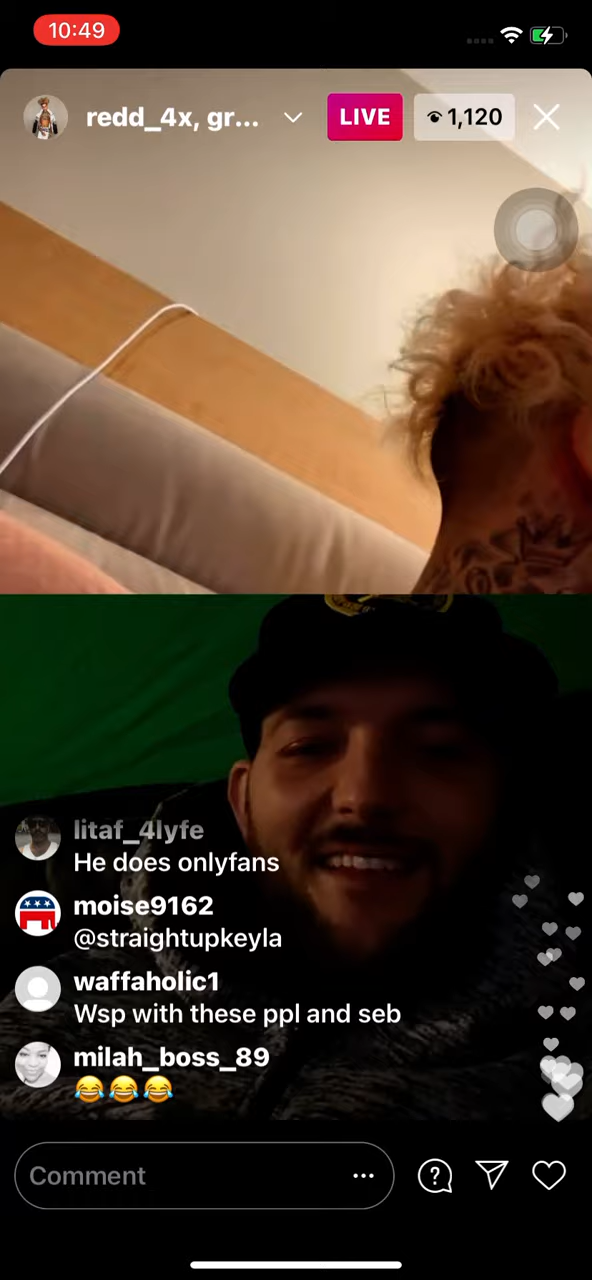 10:49
redd_4x, gr...
LIVE
1,120
litaf_4lyfe
He does onlyfans
moise9162
@straightupkeyla
waffaholic1
Wsp with these ppl and seb
milah_boss_89
😂😂😂
Comment